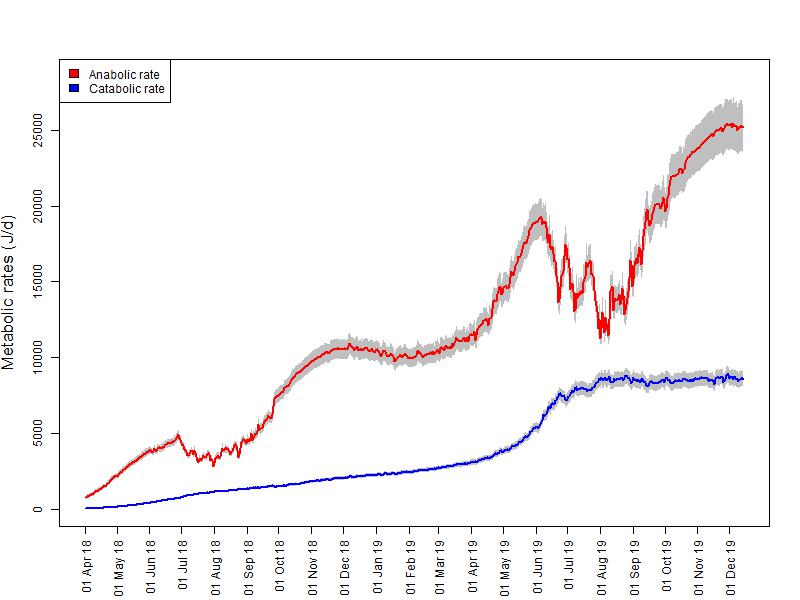 Anabolic rate
Catabolic rate
Metabolic rates (J/d)
25000
20000
15000
10000
5000
0
01 Apr 18
01 May 18
01 Jun 18
01 Jul 18
01 Aug 18
01 Sep 18
01 Oct 18
01 Nov 18
01 Dec 18
01 Jan 19
01 Feb 19
01 Mar 19
01 Apr 19
01 May 19
01 Jun 19
01 Jul 19
01 Aug 19
01 Sep 19
01 Oct 19
01 Nov 19
01 Dec 19